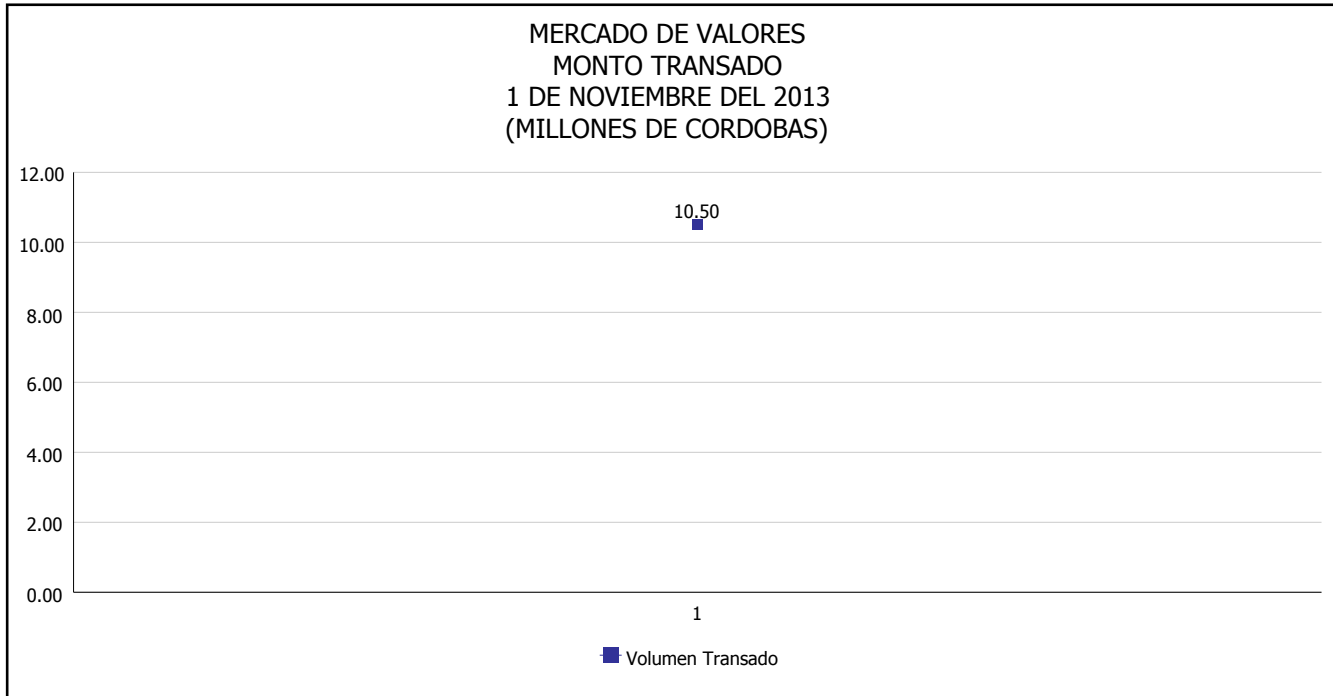 MERCADO DE VALORES
MONTO TRANSADO
1 DE NOVIEMBRE DEL 2013
(MILLONES DE CORDOBAS)
12.00
10.50
10.00
8.00
6.00
4.00
2.00
0.00
1
Volumen Transado